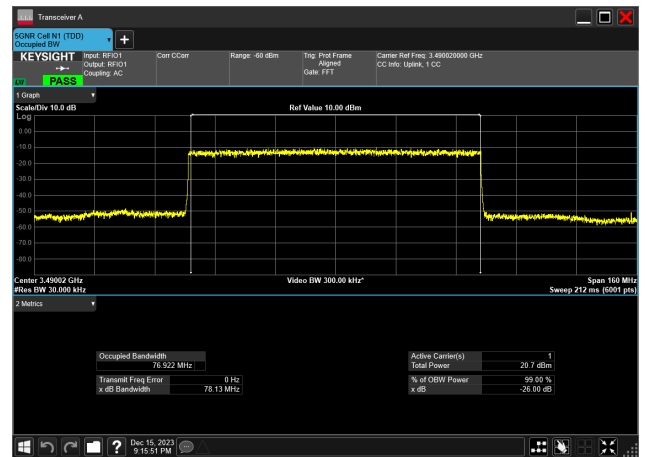 Transceiver A
5GNR Cell N1 (TDD)
Occupied BW
KEYSIGHT
LW PASS
Input: RFIO1
Output: RFIO1
Coupling: AC
Corr CCorr
Range: -60 dBm
Trig: Prot Frame
Aligned
Gate: FFT
Carrier Ref Freq: 3.490020000 GHz
CC Info: Uplink, 1 CC
1 Graph
Scale/Div 10.0 dB
Ref Value 10.00 dBm
Log
0.00
-10.0
-20.0
-30.0
-40.0
-50.0
-60.0
-70.0
-80.0
Center 3.49002 GHz
#Res BW 30.000 kHz
Video BW 300.00 kHz*
Span 160 MHz
Sweep 212 ms (6001 pts)
2 Metrics
Occupied Bandwidth
76.922 MHz
Transmit Freq Error 0 Hz
x dB Bandwidth 78.13 MHz
Active Carrier(s) 1
Total Power 20.7 dBm
% of OBW Power 99.00 %
x dB -26.00 dB
?
Dec 15, 2023
9:15:51 PM